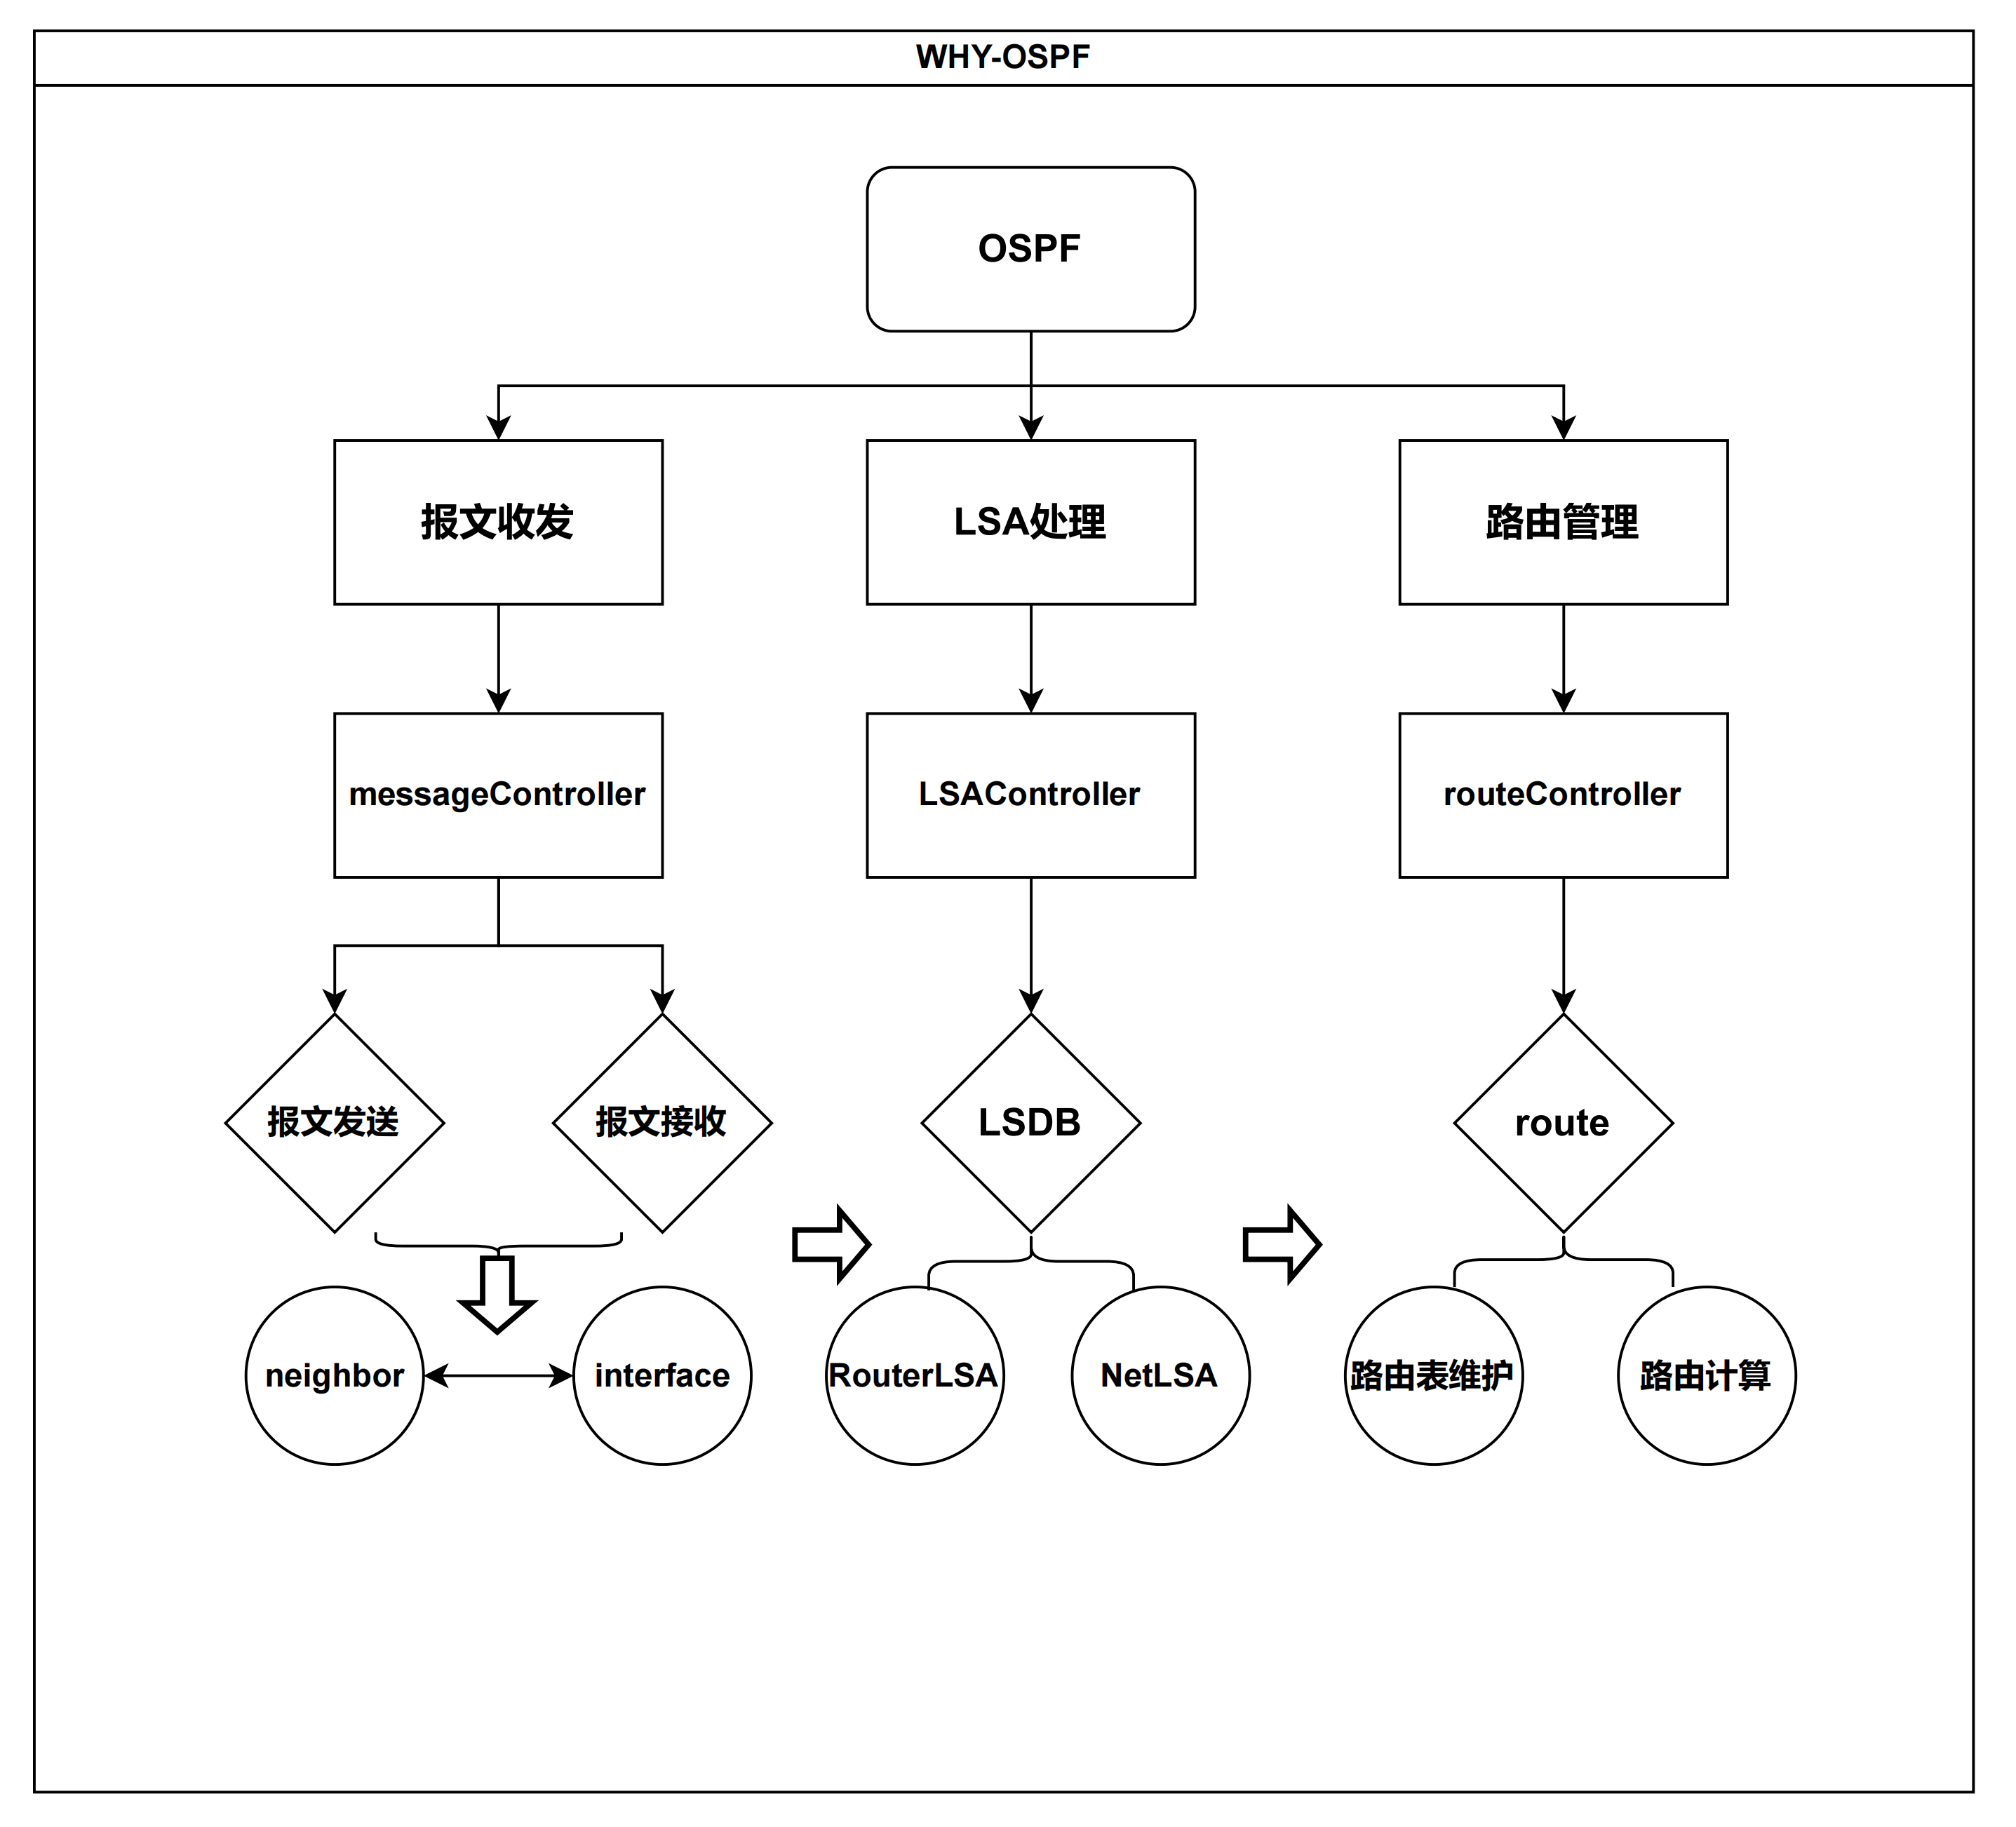 WHY-OSPF
OSPF
报文收发
LSA处理
路由管理
messageController
LSAController
routeController
报文发送
报文接收
LSDB
route
neighbor
interface
RouterLSA
NetLSA
路由表维护
路由计算